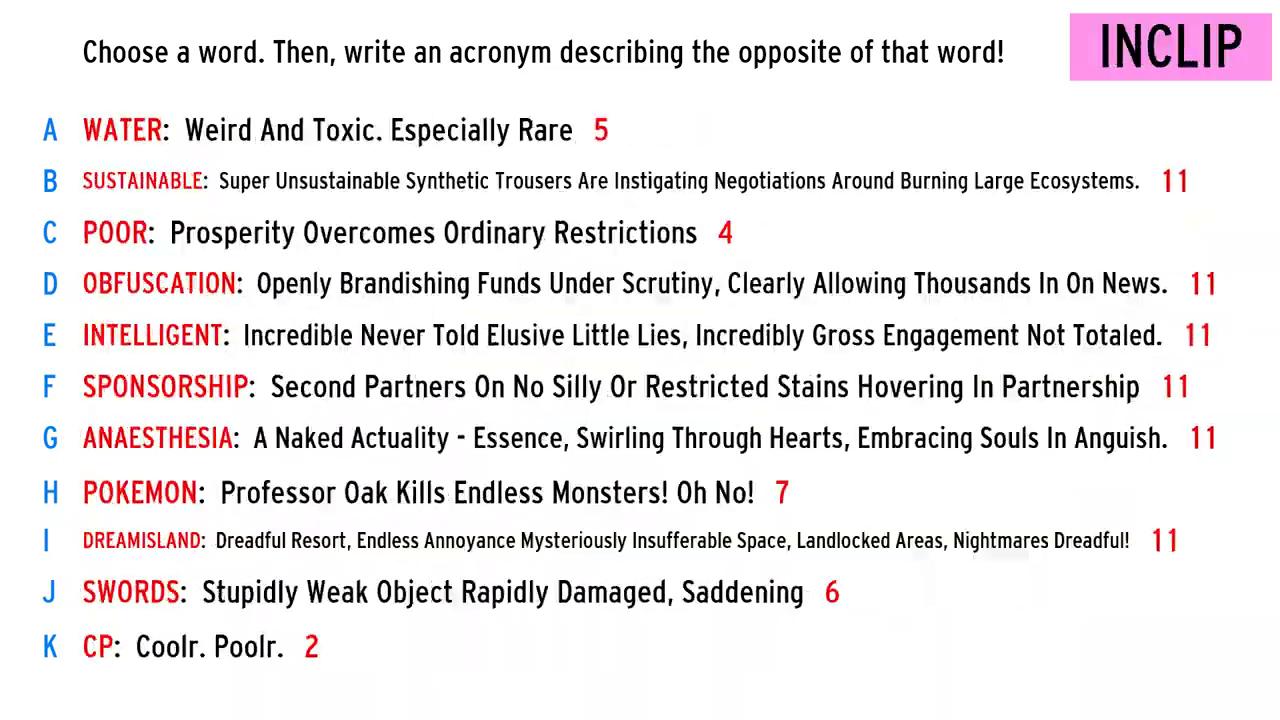 Choose a word. Then, write an acronym describing the opposite of that word!
INCLIP
A WATER: Weird And Toxic. Especially Rare 5
B SUSTAINABLE: Super Unsustainable Synthetic Trousers Are Instigating Negotiations Around Burning Large Ecosystems. 11
C POOR: Prosperity Overcomes Ordinary Restrictions 4
D OBFUSCATION: Openly Brandishing Funds Under Scrutiny, Clearly Allowing Thousands In On News. 11
E INTELLIGENT: Incredible Never Told Elusive Little Lies, Incredibly Gross Engagement Not Totaled. 11
F SPONSORSHIP: Second Partners On No Silly Or Restricted Stains Hovering In Partnership 11
G ANAESTHESIA: A Naked Actuality - Essence, Swirling Through Hearts, Embracing Souls In Anguish. 11
H POKEMON: Professor Oak Kills Endless Monsters! Oh No! 7
I DREAMISLAND: Dreadful Resort, Endless Annoyance Mysteriously Insufferable Space, Landlocked Areas, Nightmares Dreadful! 11
J SWORDS: Stupidly Weak Object Rapidly Damaged, Saddening 6
K CP: Coolr. Poolr. 2